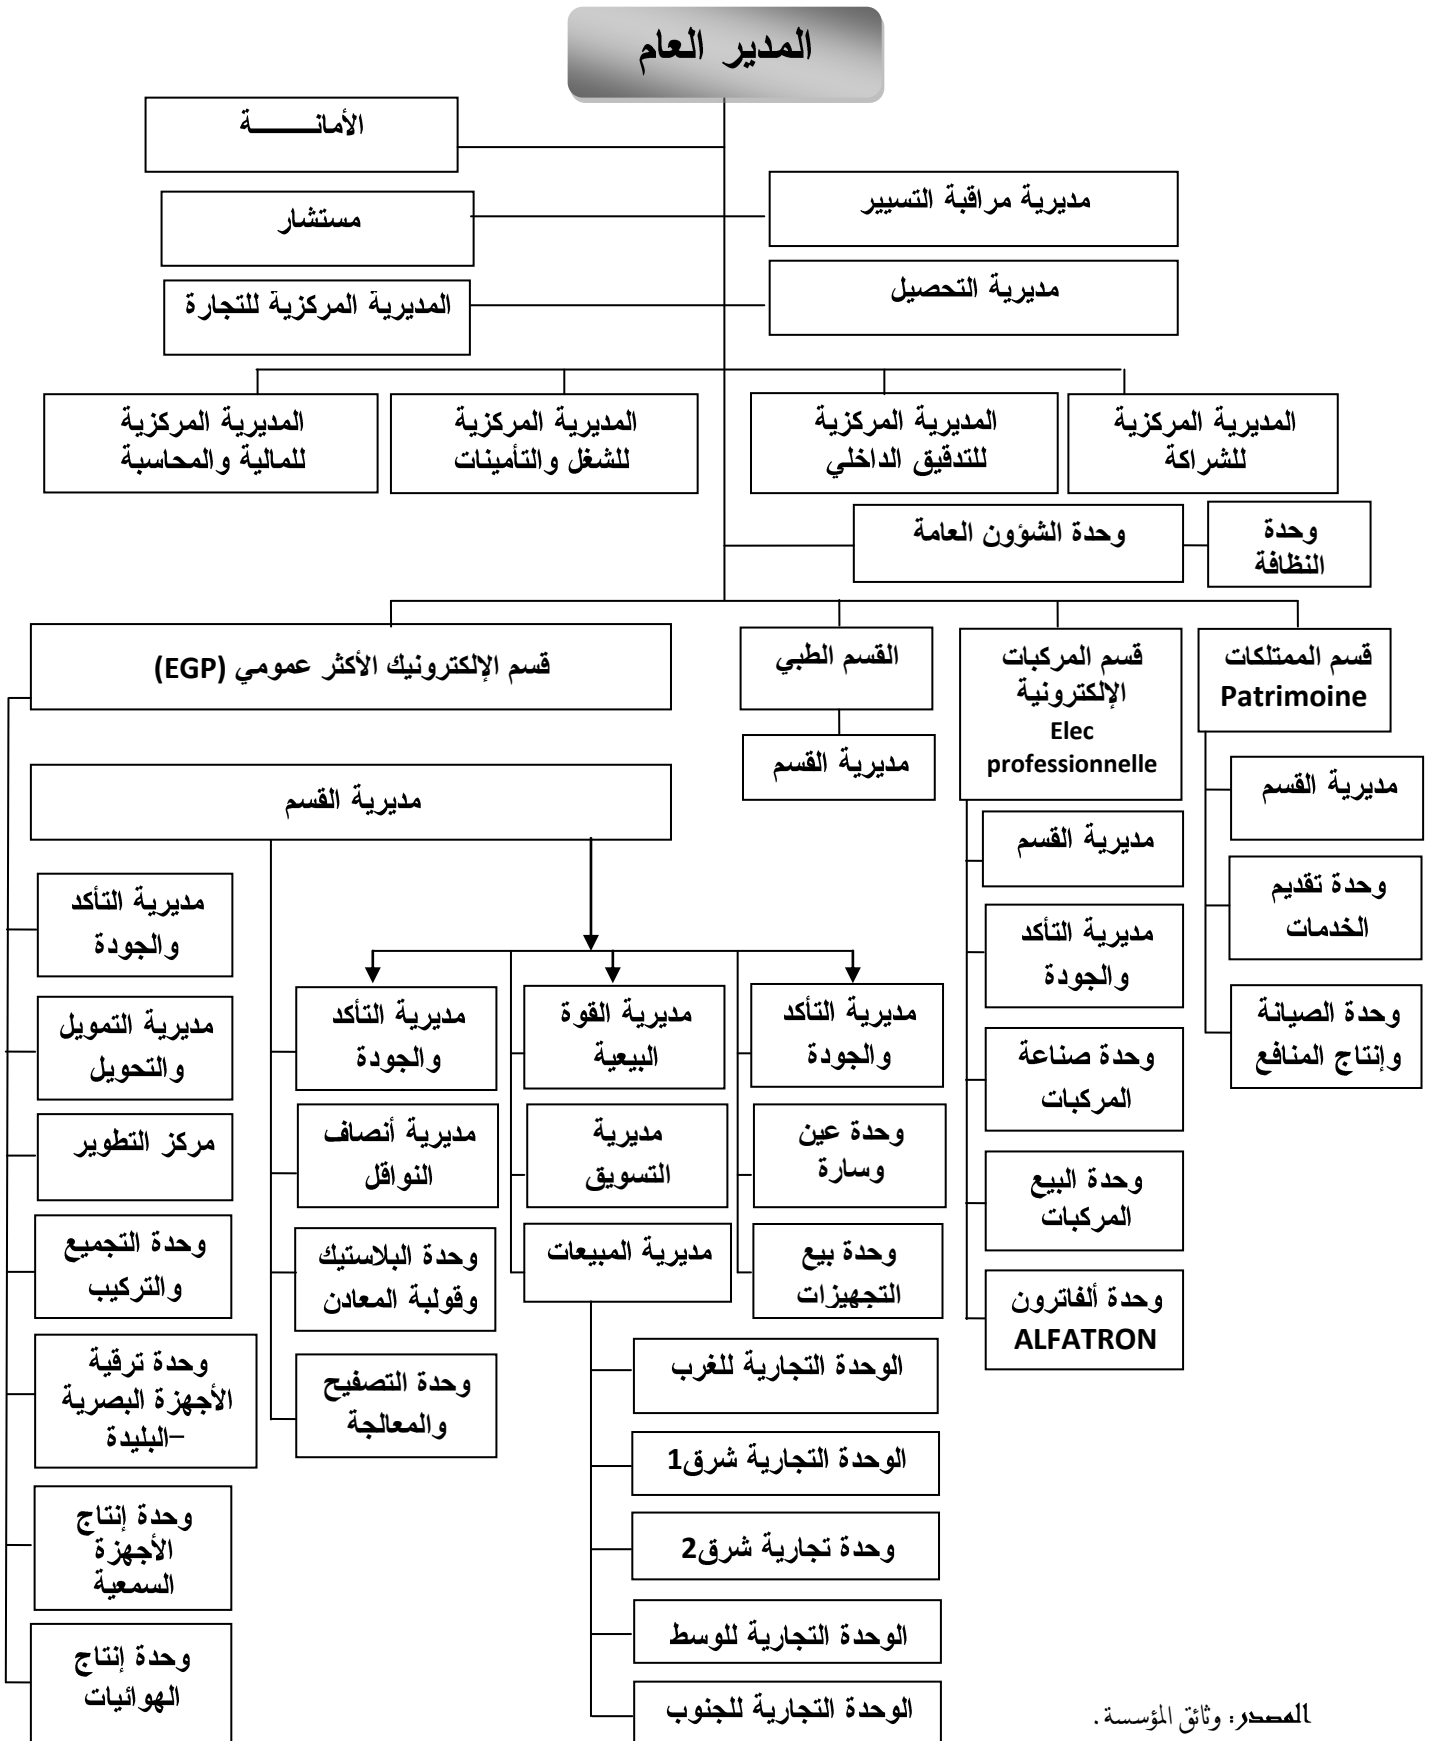 المدير العام
الأمانــــــــة
مديرية مراقبة التسيير
مستشار
مديرية التحصيل
المديرية المركزية للتجارة
المديرية المركزية
للشراكة
المديرية المركزية
للتدقيق الداخلي
المديرية المركزية
للشغل والتأمينات
المديرية المركزية
للمالية والمحاسبة
وحدة الشؤون العامة
وحدة
النظافة
قسم الممتلكات
Patrimoine
قسم المركبات
الإلكترونية
Elec
professionnelle
القسم الطبي
قسم الإلكترونيك الأكثر عمومي (EGP)
مديرية القسم
وحدة تقديم
الخدمات
وحدة الصيانة
وإنتاج المنافع
مديرية القسم
مديرية التأكد
والجودة
وحدة صناعة
المركبات
وحدة البيع
المركبات
وحدة ألفاترون
ALFATRON
مديرية القسم
مديرية القسم
مديرية التأكد
والجودة
وحدة عين
وسارة
وحدة بيع
التجهيزات
مديرية القوة
البيعية
مديرية
التسويق
مديرية المبيعات
الوحدة التجارية للغرب
الوحدة التجارية شرق1
وحدة تجارية شرق2
الوحدة التجارية للوسط
الوحدة التجارية للجنوب
مديرية التأكد
والجودة
مديرية أنصاف
النواقل
وحدة البلاستيك
وقولبة المعادن
وحدة التصفيح
والمعالجة
مديرية التأكد
والجودة
مديرية التمويل
والتحويل
مركز التطوير
وحدة التجميع
والتركيب
وحدة ترقية
الأجهزة البصرية
–البليدة
وحدة إنتاج
الأجهزة
السمعية
وحدة إنتاج
الهوائيات
المصدر: وثائق المؤسسة.